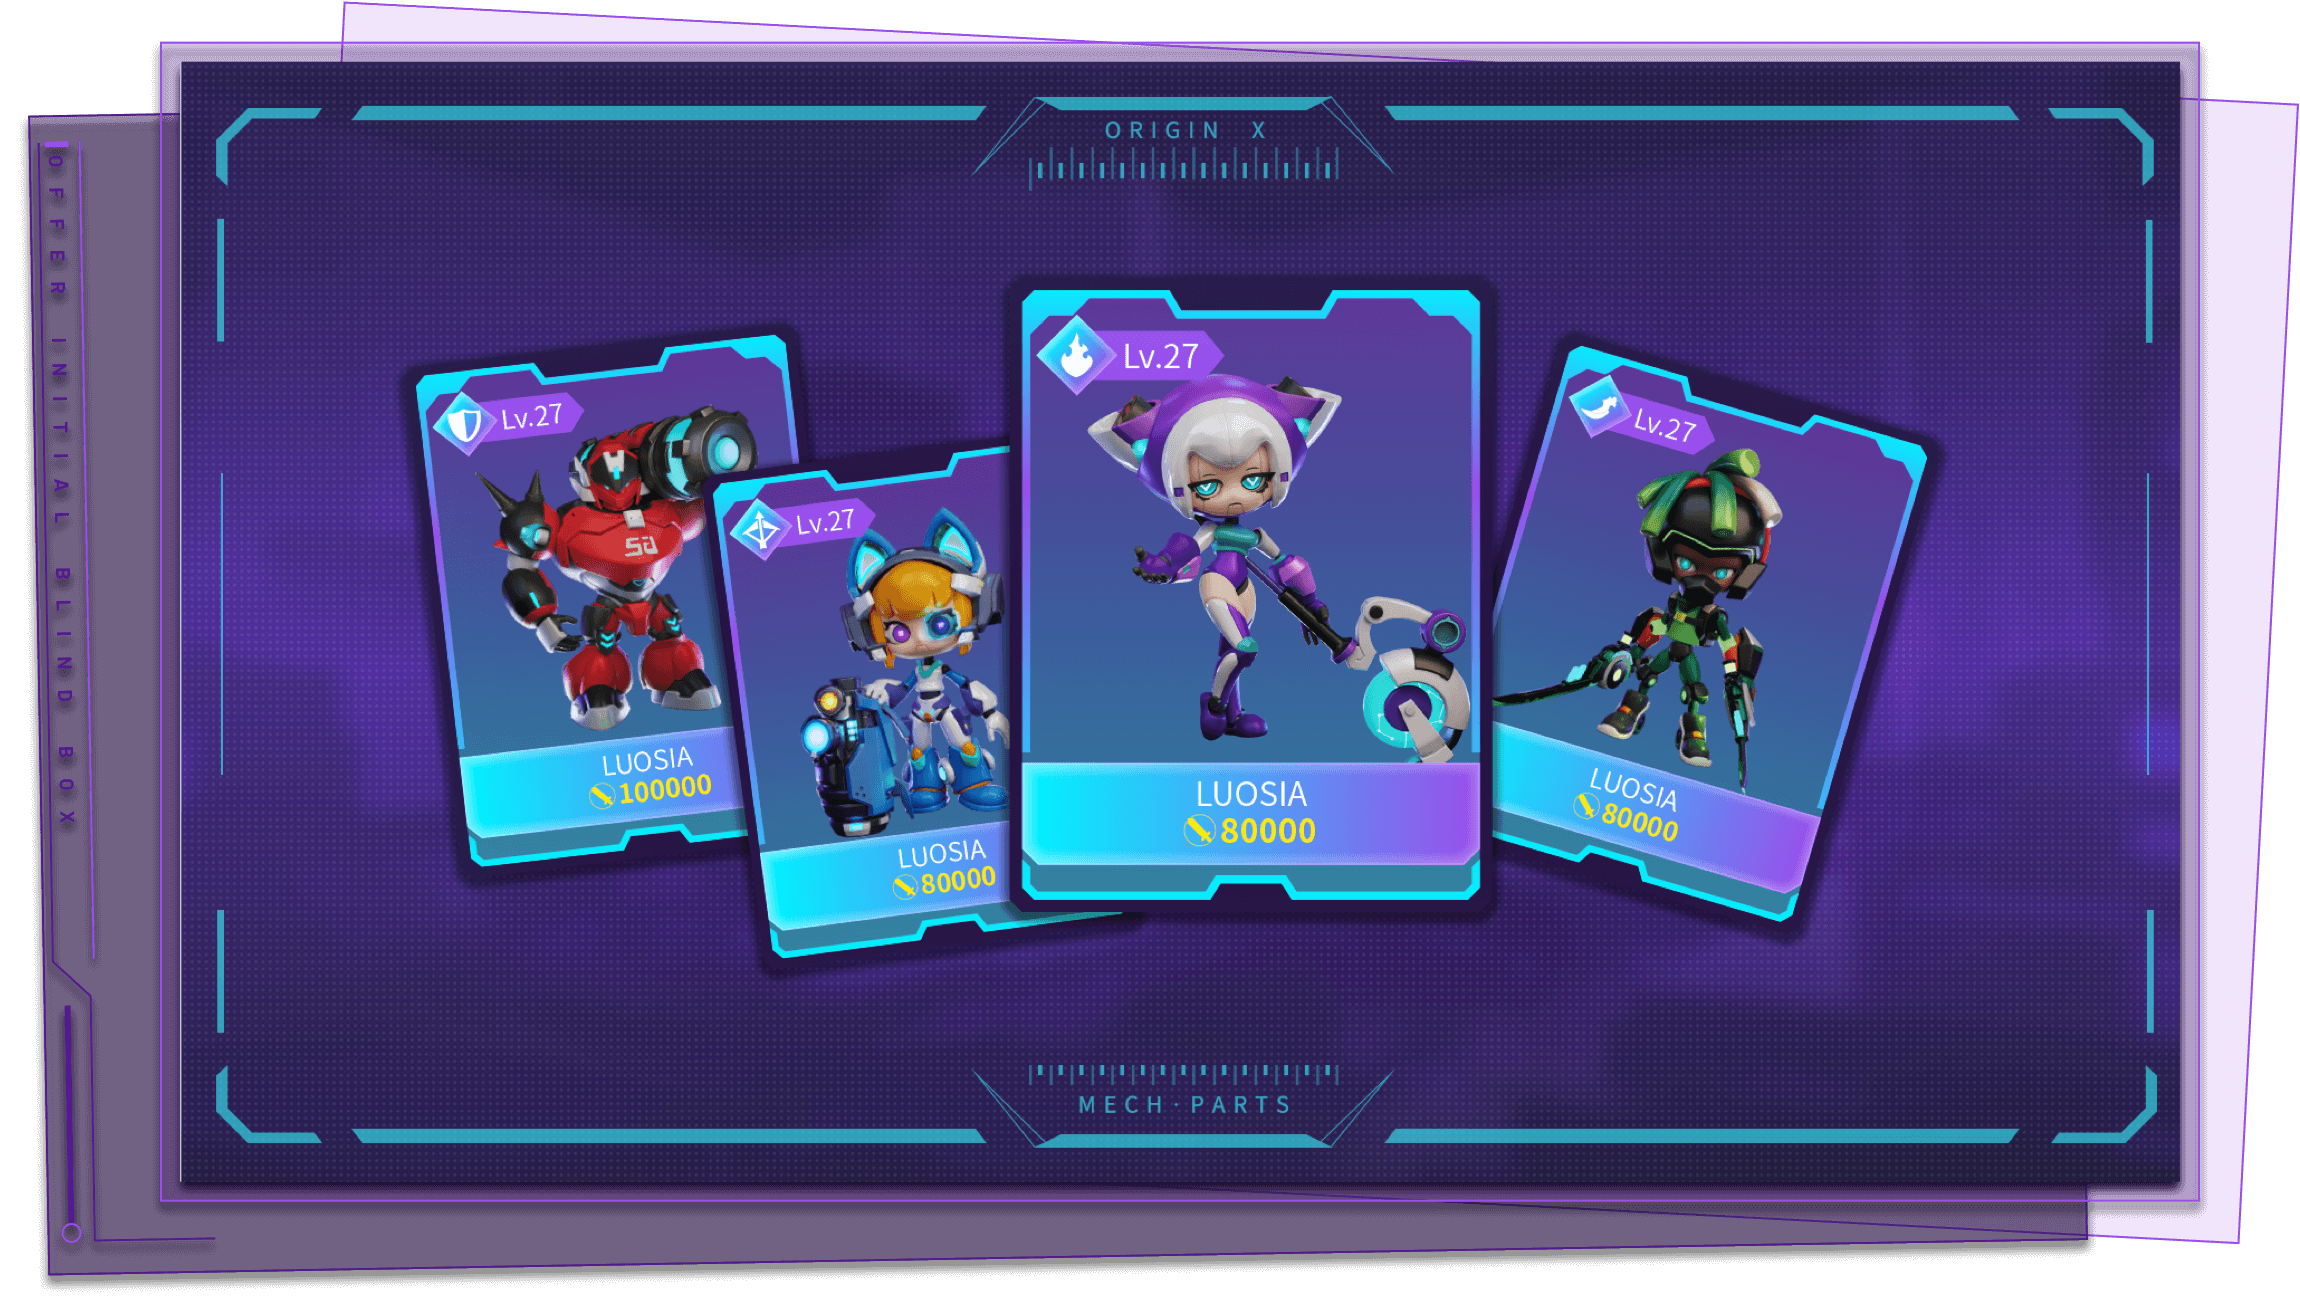 ORIGIN X
OFFER INITIAL BLIND BOX
Lv.27
SG
LUOSIA
100000
Lv.27
LUOSIA
80000
Lv.27
LUOSIA
80000
Lv.27
LUOSIA
80000
MECH·PARTS